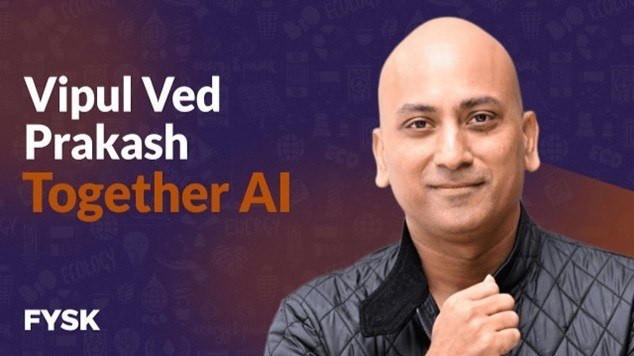 Vipul Ved
Prakash
Together AI
FYSK